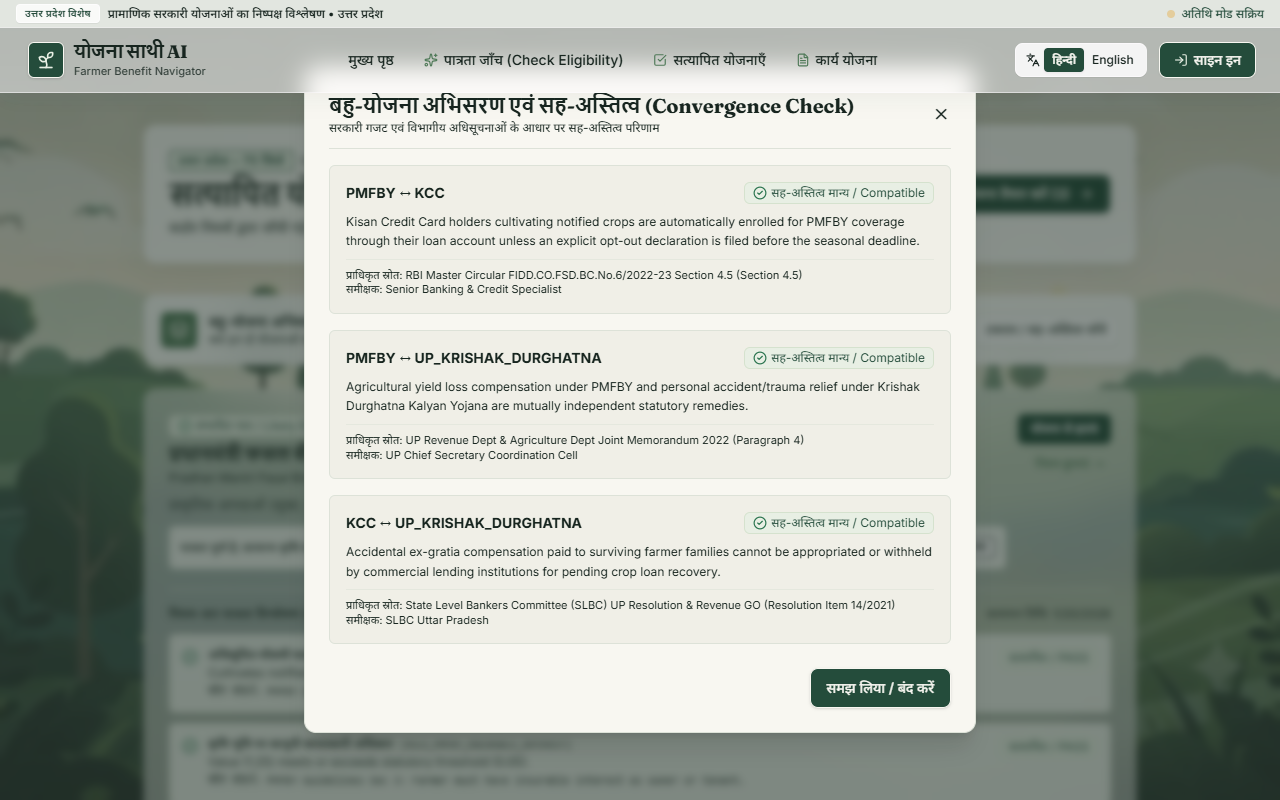 उत्तर प्रदेश विशेष प्रामाणिक सरकारी योजनाओं का निष्पक्ष विश्लेषण • उत्तर प्रदेश
अतिथि मोड सक्रिय
योजना साथी AI
Farmer Benefit Navigator
मुख्य पृष्ठ
पात्रता जाँच (Check Eligibility)
सत्यापित योजनाएँ
कार्य योजना
हिन्दी English
साइन इन
बहु-योजना अभिसरण एवं सह-अस्तित्व (Convergence Check)
सरकारी गजट एवं विभागीय अधिसूचनाओं के आधार पर सह-अस्तित्व परिणाम
PMFBY ↔ KCC
सह-अस्तित्व मान्य / Compatible
Kisan Credit Card holders cultivating notified crops are automatically enrolled for PMFBY coverage
through their loan account unless an explicit opt-out declaration is filed before the seasonal deadline.
प्राधिकृत स्रोत: RBI Master Circular FIDD.CO.FSD.BC.No.6/2022-23 Section 4.5 (Section 4.5)
समीक्षक: Senior Banking & Credit Specialist
PMFBY ↔ UP_KRISHAK_DURGHATNA
सह-अस्तित्व मान्य / Compatible
Agricultural yield loss compensation under PMFBY and personal accident/trauma relief under Krishak
Durghatna Kalyan Yojana are mutually independent statutory remedies.
प्राधिकृत स्रोत: UP Revenue Dept & Agriculture Dept Joint Memorandum 2022 (Paragraph 4)
समीक्षक: UP Chief Secretary Coordination Cell
KCC ↔ UP_KRISHAK_DURGHATNA
सह-अस्तित्व मान्य / Compatible
Accidental ex-gratia compensation paid to surviving farmer families cannot be appropriated or withheld
by commercial lending institutions for pending crop loan recovery.
प्राधिकृत स्रोत: State Level Bankers Committee (SLBC) UP Resolution & Revenue GO (Resolution Item 14/2021)
समीक्षक: SLBC Uttar Pradesh
समझ लिया / बंद करें
सत्यापित